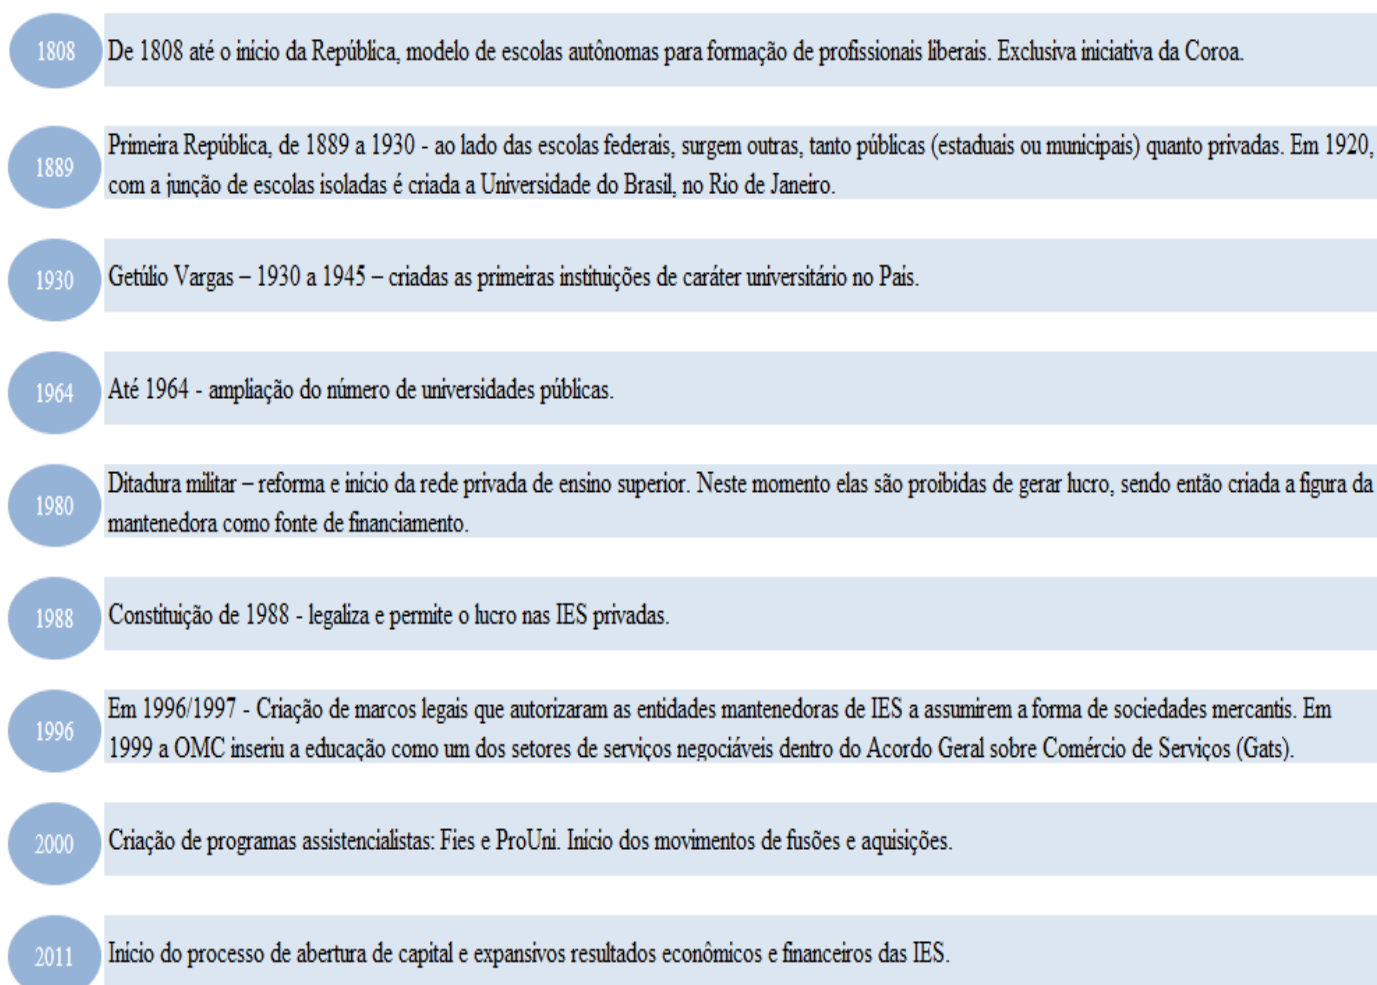 1808
De 1808 até o início da República, modelo de escolas autônomas para formação de profissionais liberais. Exclusiva iniciativa da Coroa.
1889
Primeira República, de 1889 a 1930 - ao lado das escolas federais, surgem outras, tanto públicas (estaduais ou municipais) quanto privadas. Em 1920,
com a junção de escolas isoladas é criada a Universidade do Brasil, no Rio de Janeiro.
1930
Getúlio Vargas – 1930 a 1945 – criadas as primeiras instituições de caráter universitário no País.
1964
Até 1964 - ampliação do número de universidades públicas.
1980
Ditadura militar – reforma e início da rede privada de ensino superior. Neste momento elas são proibidas de gerar lucro, sendo então criada a figura da
mantenedora como fonte de financiamento.
1988
Constituição de 1988 - legaliza e permite o lucro nas IES privadas.
1996
Em 1996/1997 - Criação de marcos legais que autorizaram as entidades mantenedoras de IES a assumirem a forma de sociedades mercantis. Em
1999 a OMC inseriu a educação como um dos setores de serviços negociáveis dentro do Acordo Geral sobre Comércio de Serviços (Gats).
2000
Criação de programas assistencialistas: Fies e ProUni. Início dos movimentos de fusões e aquisições.
2011
Início do processo de abertura de capital e expansivos resultados econômicos e financeiros das IES.